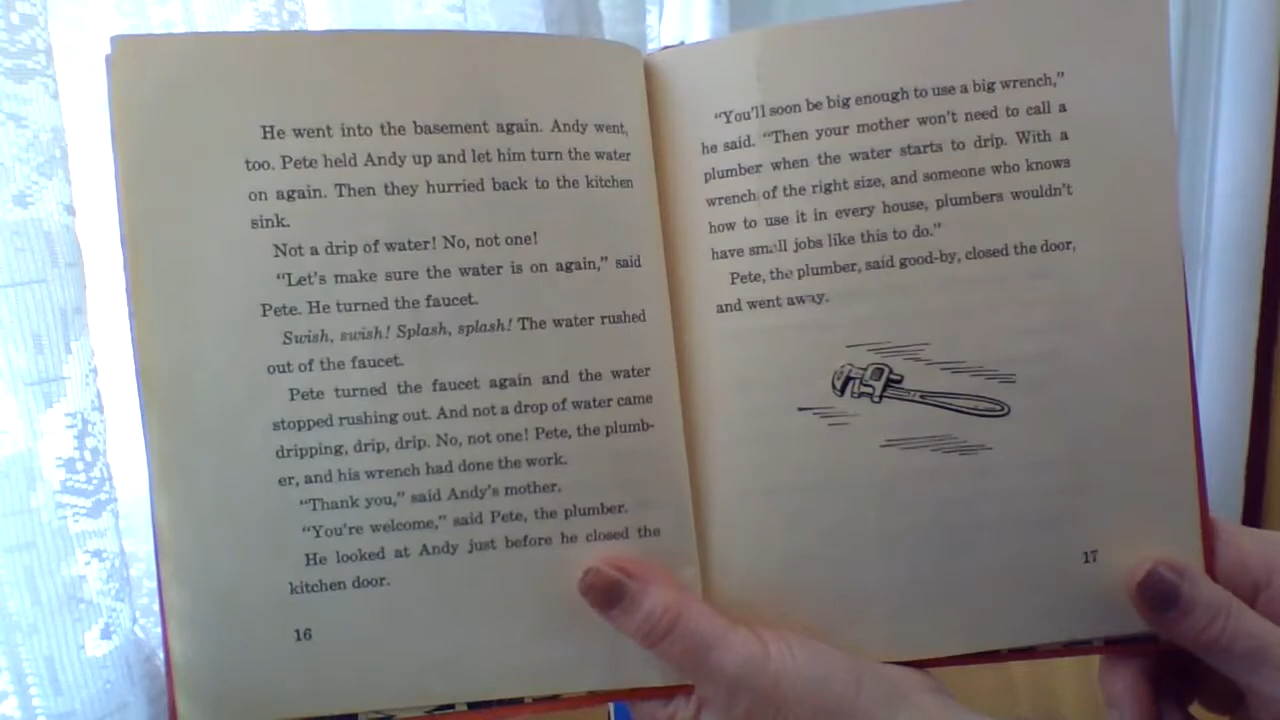 He went into the basement again. Andy went,
too. Pete held Andy up and let him turn the water
on again. Then they hurried back to the kitchen
sink.
Not a drip of water! No, not one!
“Let’s make sure the water is on again,” said
Pete. He turned the faucet.
Swish, swish! Splash, splash! The water rushed
out of the faucet.
Pete turned the faucet again and the water
stopped rushing out. And not a drop of water came
dripping, drip, drip. No, not one! Pete, the plumb-
er, and his wrench had done the work.
“Thank you,” said Andy’s mother.
“You’re welcome,” said Pete, the plumber.
He looked at Andy just before he closed the
kitchen door.
16
“You’ll soon be big enough to use a big wrench,”
he said. “Then your mother won’t need to call a
plumber when the water starts to drip. With a
wrench of the right size, and someone who knows
how to use it in every house, plumbers wouldn’t
have small jobs like this to do.”
Pete, the plumber, said good-by, closed the door,
and went away.
17